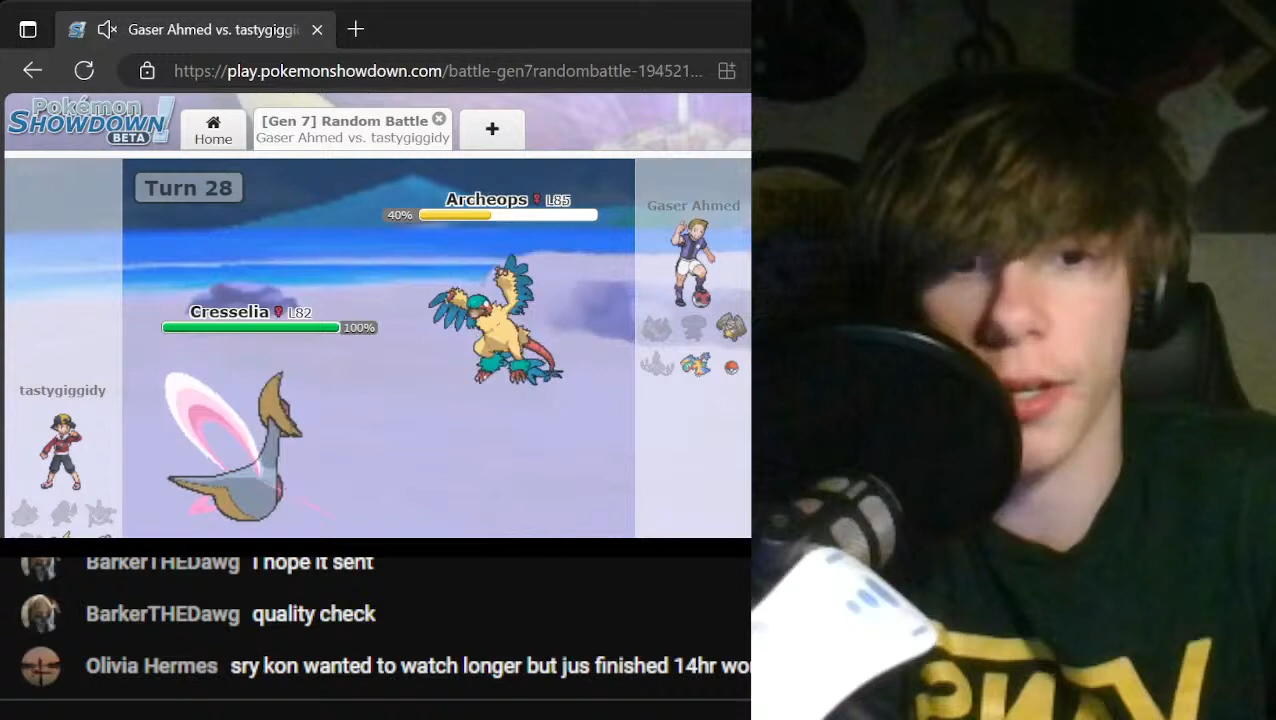 Gaser Ahmed vs. tastygiggi
https://play.pokemonshowdown.com/battle-gen7randombattle-194521...
Pokémon
SHOWDOWN!
BETA
Home
[Gen 7] Random Battle
Gaser Ahmed vs. tastygiggidy
+
Turn 28
Archeops L85
40%
Gaser Ahmed
Cresselia L82
100%
tastygiggidy
BarkerTHEDawg I hope it sent
BarkerTHEDawg quality check
Olivia Hermes sry kon wanted to watch longer but jus finished 14hr wo